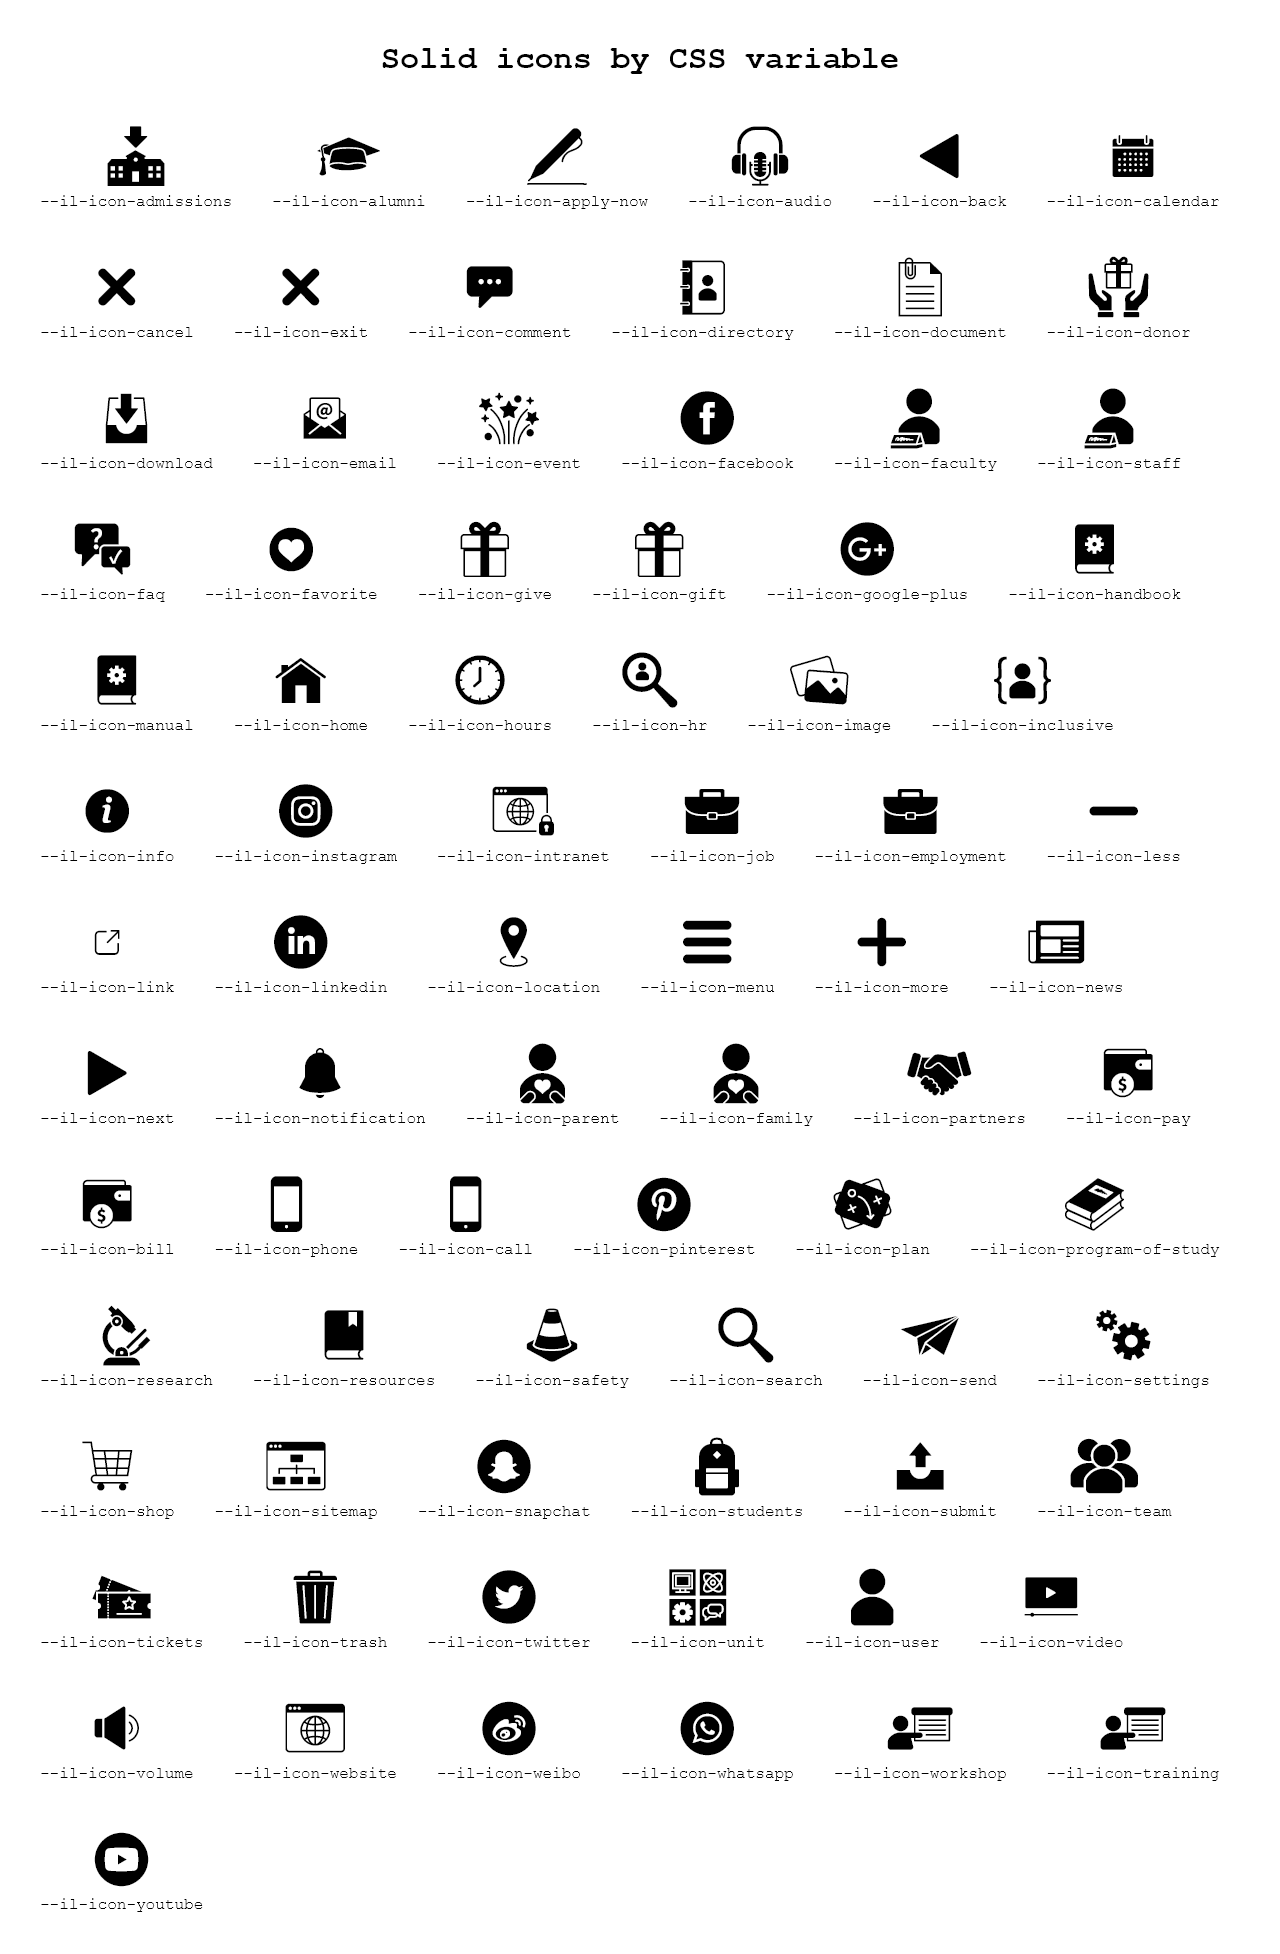 Solid icons by CSS variable
--il-icon-admissions --il-icon-alumni --il-icon-apply-now --il-icon-audio --il-icon-back --il-icon-calendar
--il-icon-cancel --il-icon-exit --il-icon-comment --il-icon-directory --il-icon-document --il-icon-donor
@
f
--il-icon-download --il-icon-email --il-icon-event --il-icon-facebook --il-icon-faculty --il-icon-staff
? G+
--il-icon-faq --il-icon-favorite --il-icon-give --il-icon-gift --il-icon-google-plus --il-icon-handbook
--il-icon-manual --il-icon-home --il-icon-hours --il-icon-hr --il-icon-image --il-icon-inclusive
i
--il-icon-info --il-icon-instagram --il-icon-intranet --il-icon-job --il-icon-employment --il-icon-less
in
--il-icon-link --il-icon-linkedin --il-icon-location --il-icon-menu --il-icon-more --il-icon-news
$
--il-icon-next --il-icon-notification --il-icon-parent --il-icon-family --il-icon-partners --il-icon-pay
$
--il-icon-bill --il-icon-phone --il-icon-call --il-icon-pinterest --il-icon-plan --il-icon-program-of-study
--il-icon-research --il-icon-resources --il-icon-safety --il-icon-search --il-icon-send --il-icon-settings
--il-icon-shop --il-icon-sitemap --il-icon-snapchat --il-icon-students --il-icon-submit --il-icon-team
--il-icon-tickets --il-icon-trash --il-icon-twitter --il-icon-unit --il-icon-user --il-icon-video
--il-icon-volume --il-icon-website --il-icon-weibo --il-icon-whatsapp --il-icon-workshop --il-icon-training
--il-icon-youtube